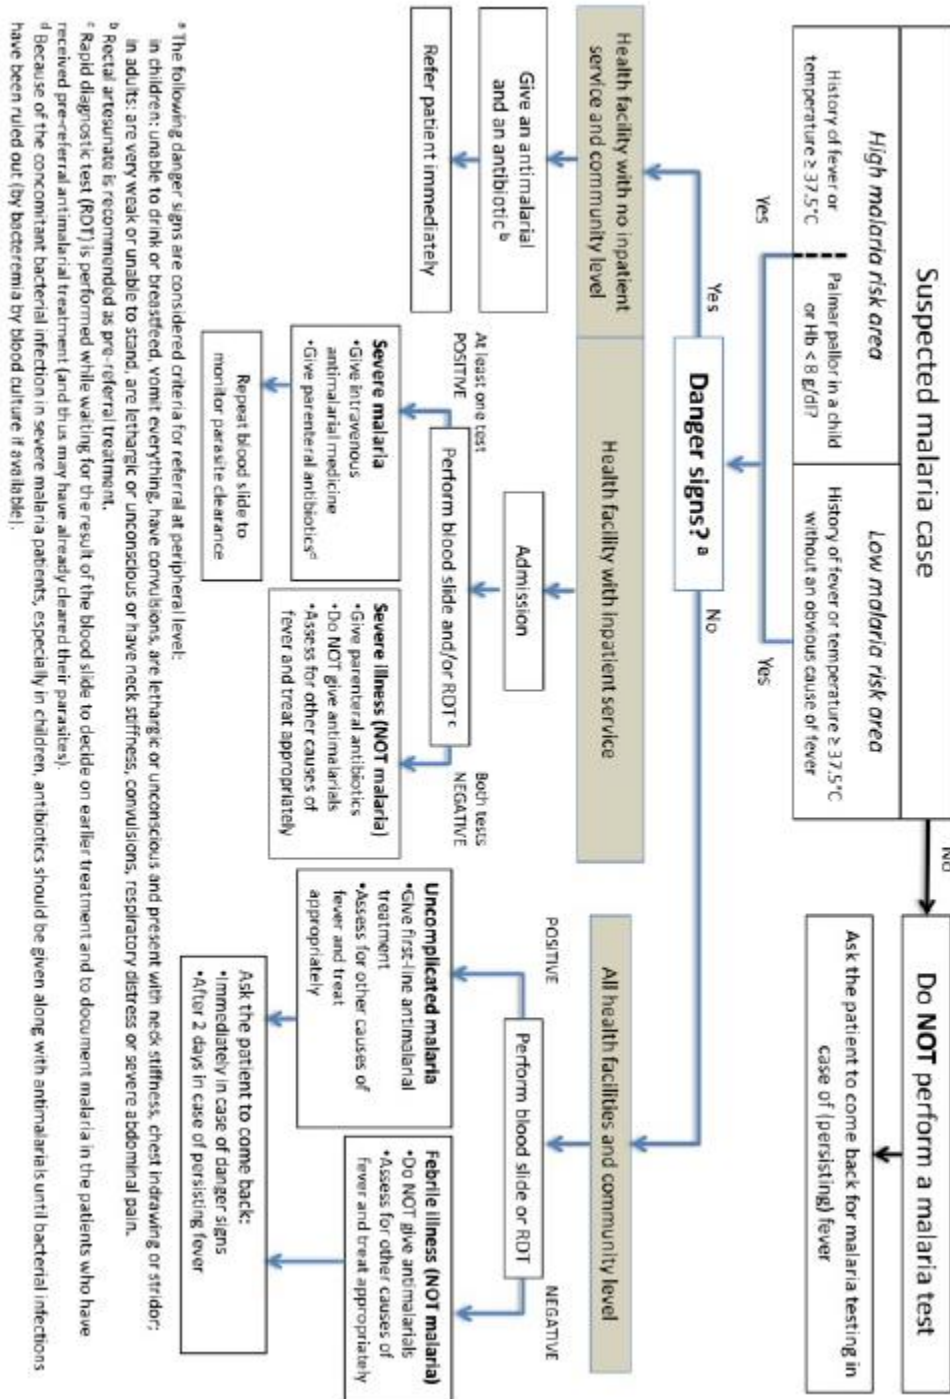 Suspected malaria case
High malaria risk area
History of fever or
temperature ≥ 37.5°C
Palmar pallor in a child
or Hb < 8 g/dl?
Low malaria risk area
History of fever or temperature ≥ 37.5°C
without an obvious cause of fever
No
Do NOT perform a malaria test
Ask the patient to come back for malaria testing in
case of (persisting) fever
Yes
Yes
Danger signs? a
Yes
No
Health facility with no inpatient
service and community level
Health facility with inpatient service
All health facilities and community level
Give an antimalarial
and an antibiotic b
Refer patient immediately
Admission
Perform blood slide and/or RDT c
At least one test
POSITIVE
Both tests
NEGATIVE
Severe malaria
•Give intravenous
antimalarial medicine
•Give parenteral antibiotics d
Repeat blood slide to
monitor parasite clearance
Severe illness (NOT malaria)
•Give parenteral antibiotics
•Do NOT give antimalarials
•Assess for other causes of
fever and treat appropriately
Perform blood slide or RDT
POSITIVE
NEGATIVE
Uncomplicated malaria
•Give first-line antimalarial
treatment
•Assess for other causes of
fever and treat
appropriately
Febrile illness (NOT malaria)
•Do NOT give antimalarials
•Assess for other causes of
fever and treat appropriately
Ask the patient to come back:
•Immediately in case of danger signs
•After 2 days in case of persisting fever
a The following danger signs are considered criteria for referral at peripheral level:
in children: unable to drink or breastfeed, vomit everything, have convulsions, are lethargic or unconscious and present with neck stiffness, chest indrawing or stridor;
in adults: are very weak or unable to stand, are lethargic or unconscious or have neck stiffness, convulsions, respiratory distress or severe abdominal pain.
b Rectal artesunate is recommended as pre-referral treatment.
c Rapid diagnostic test (RDT) is performed while waiting for the result of the blood slide to decide on earlier treatment and to document malaria in the patients who have
received pre-referral antimalarial treatment (and thus may have already cleared their parasites).
d Because of the concomitant bacterial infection in severe malaria patients, especially in children, antibiotics should be given along with antimalarials until bacterial infections
have been ruled out (by bacteremia by blood culture if available).